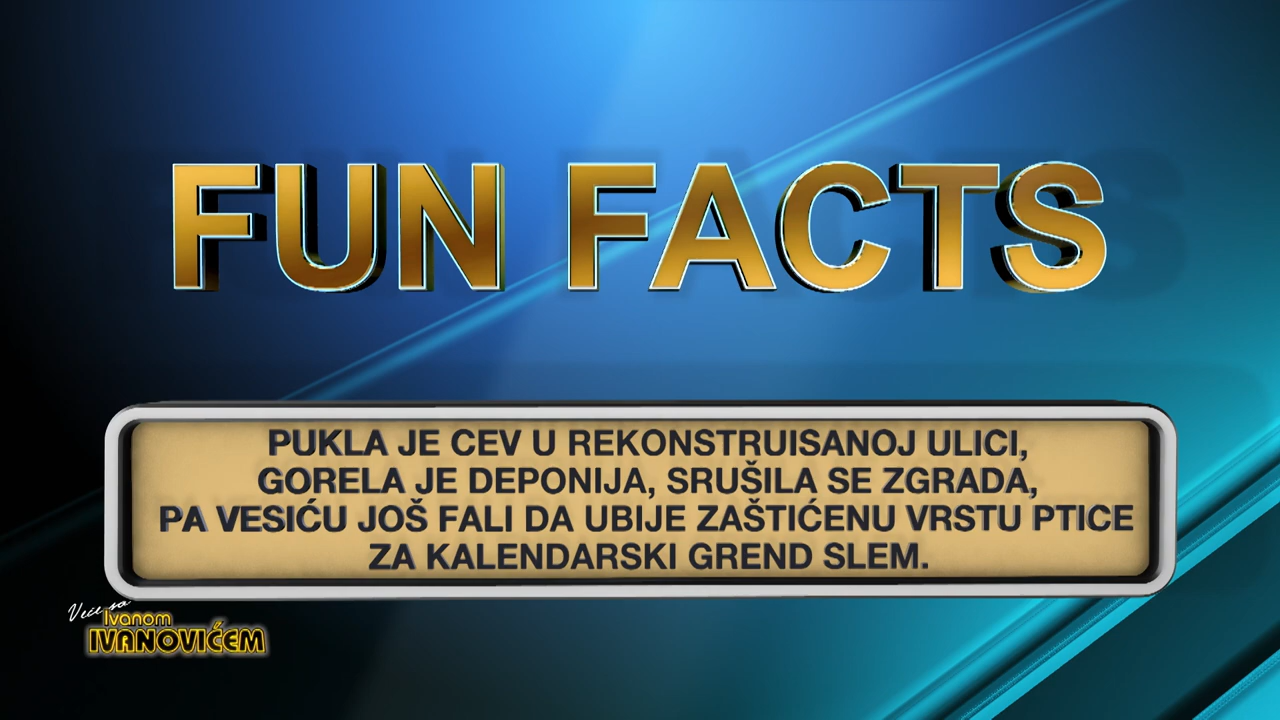 FUN FACTS
PUKLA JE CEV U REKONSTRUISANOJ ULICI,
GORELA JE DEPONIJA, SRUŠILA SE ZGRADA,
PA VESIĆU JOŠ FALI DA UBIJE ZAŠTIĆENU VRSTU PTICE
ZA KALENDARSKI GREND SLEM.
Veče sa
Ivanom
IVANOVIĆEM